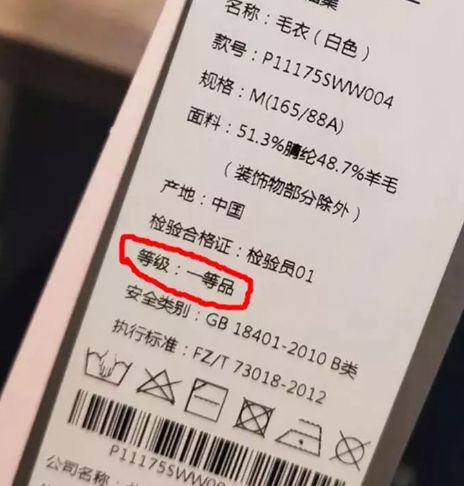 名称：毛衣（白色）
款号：P11175SWW004
规格：M(165/88A)
面料：51.3%腈纶48.7%羊毛
（装饰物部分除外）
产地：中国
检验合格证：检验员01
等级：一等品
安全类别：GB 18401-2010 B类
执行标准：FZ/T 73018-2012
P11175SWW00
公司名称：